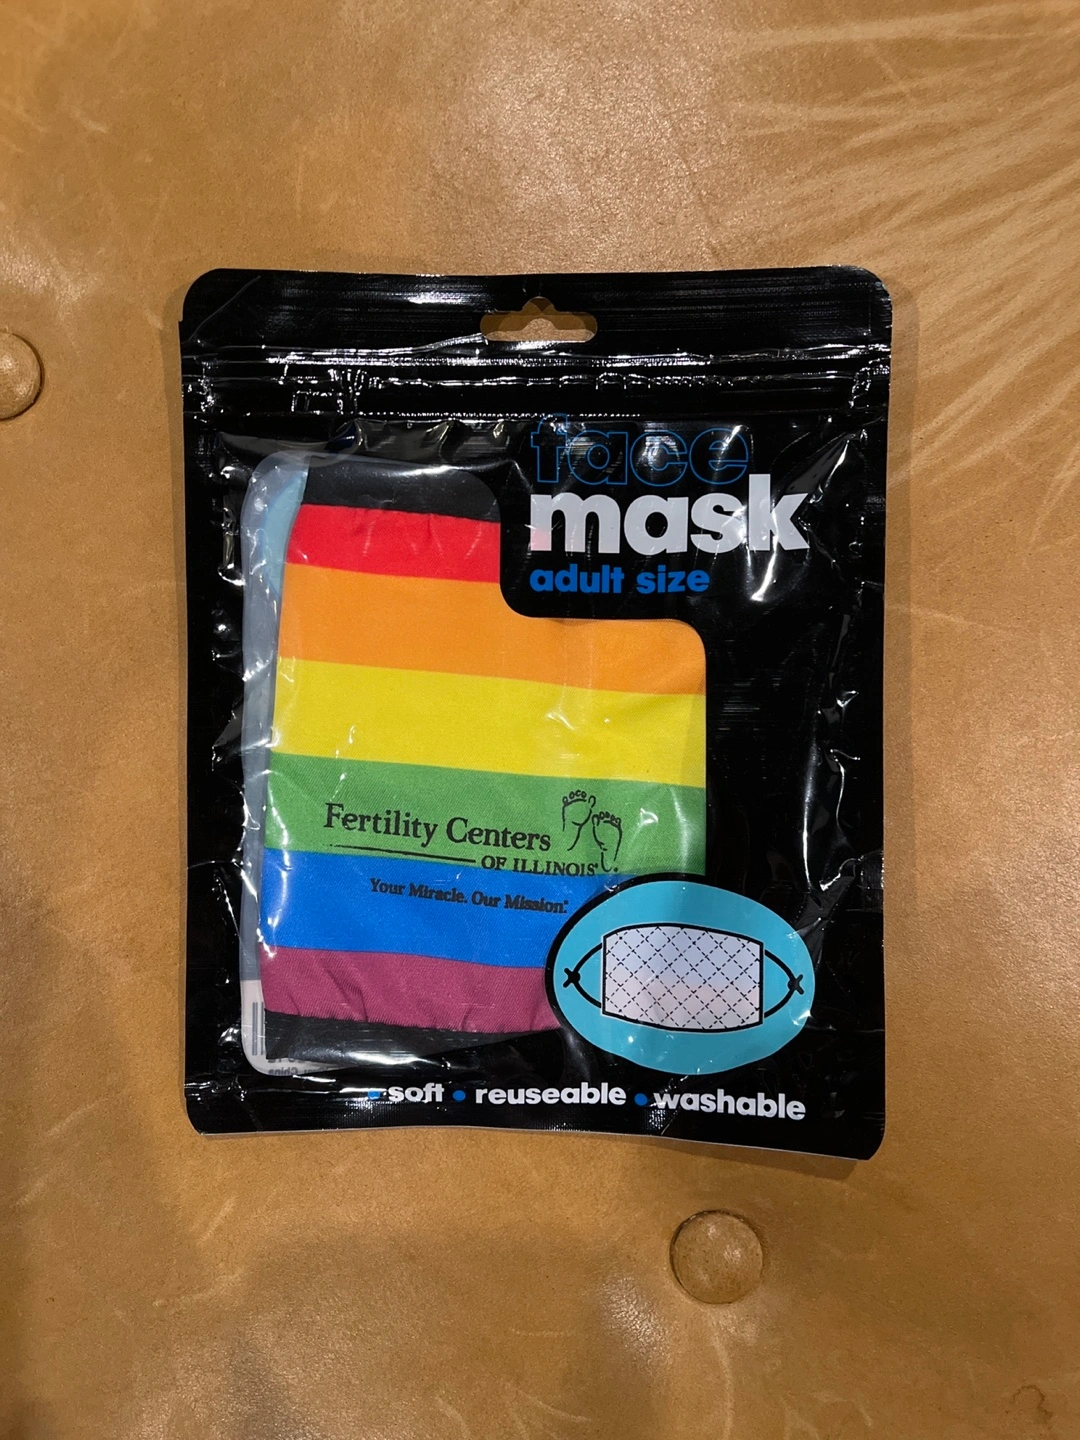 face
mask
adult size
Fertility Centers
OF ILLINOIS
Your Miracle. Our Mission.
• soft • reuseable • washable